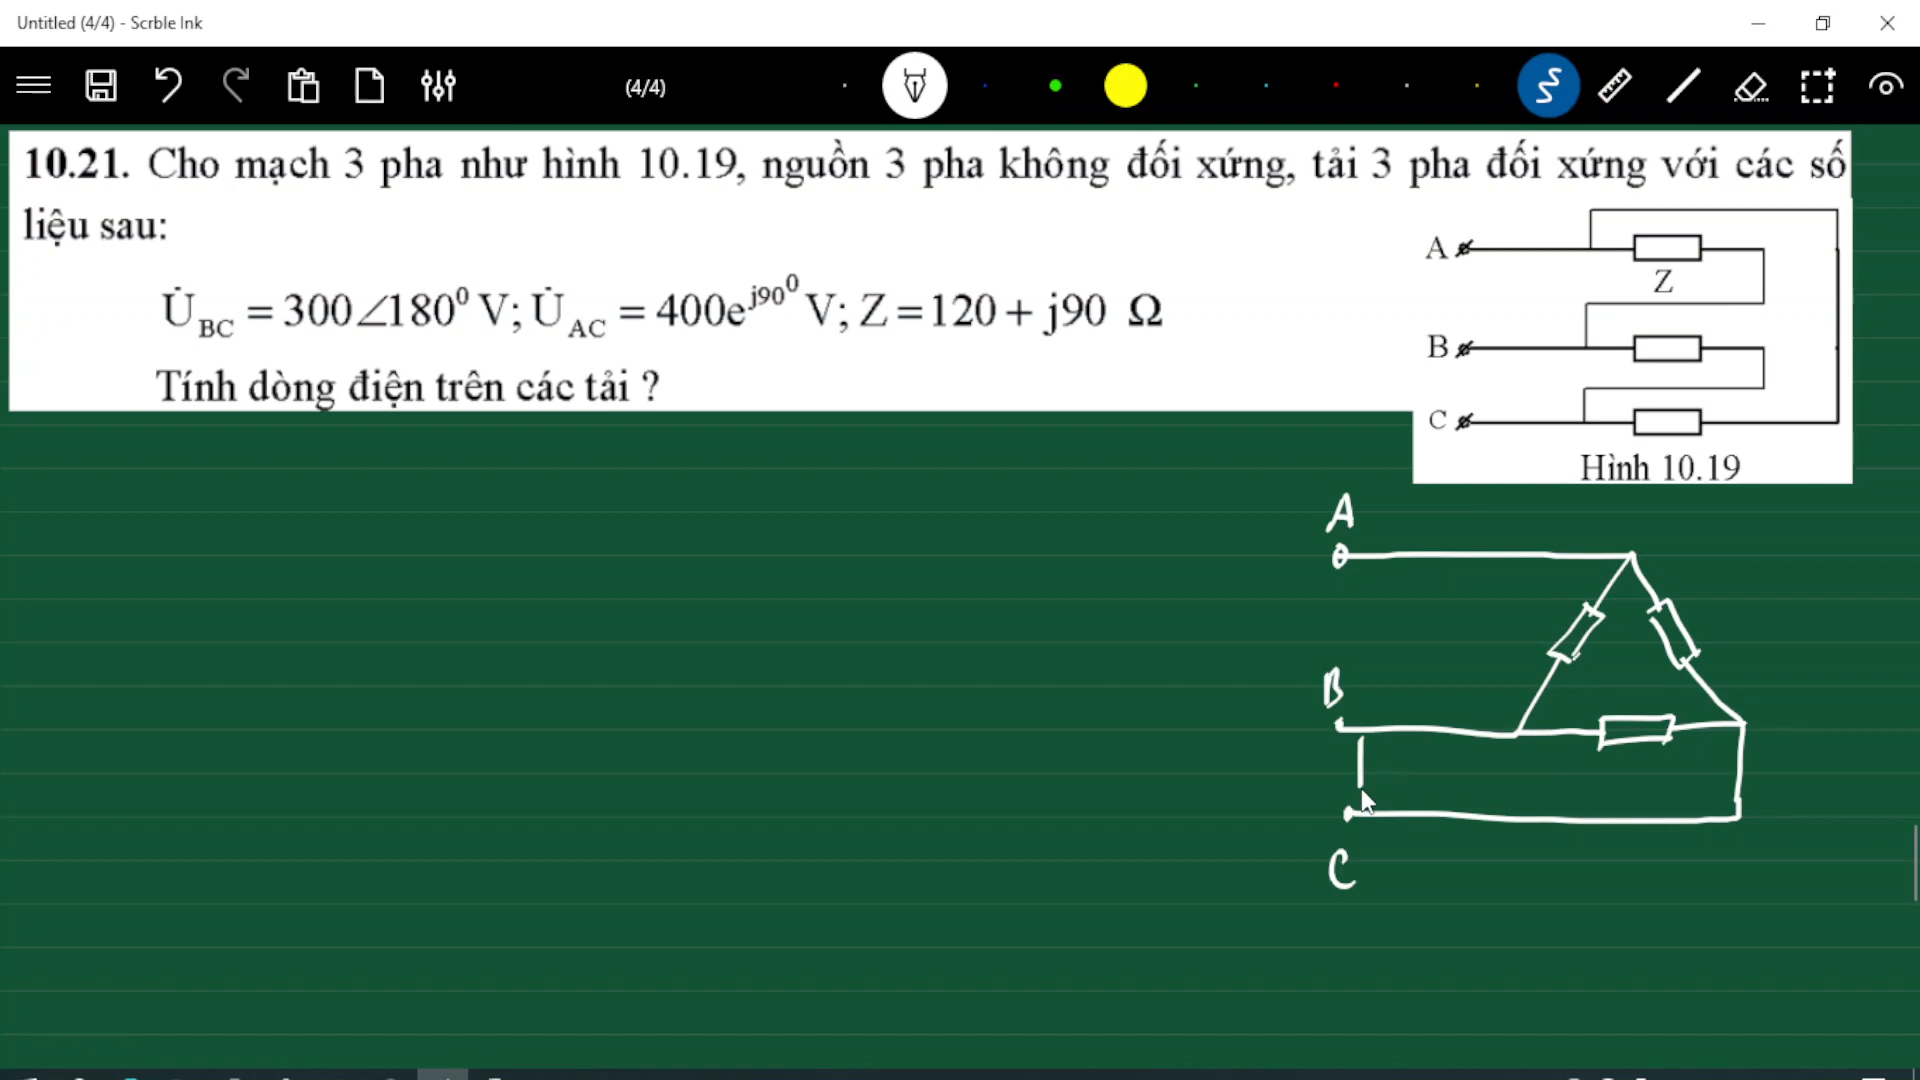 Untitled (4/4) - Scrble Ink
(4/4)
10.21. Cho mạch 3 pha như hình 10.19, nguồn 3 pha không đối xứng, tải 3 pha đối xứng với các số
liệu sau:
U̇BC = 300∠180⁰ V; U̇AC = 400e^j90⁰ V; Z = 120 + j90 Ω
Tính dòng điện trên các tải ?
A
Z
B
C
Hình 10.19
A
B
C